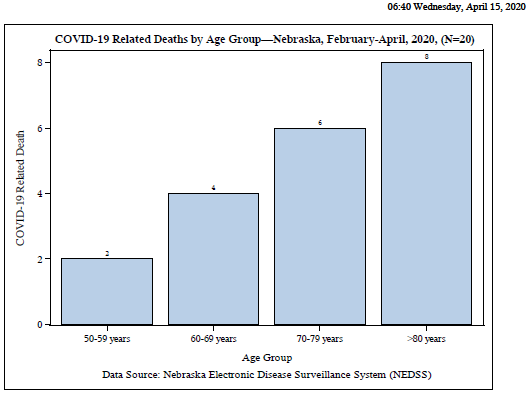 06:40 Wednesday, April 15, 2020
COVID-19 Related Deaths by Age Group—Nebraska, February-April, 2020, (N=20)
COVID-19 Related Death
8
6
4
2
0
2
4
6
8
50-59 years
60-69 years
70-79 years
>80 years
Age Group
Data Source: Nebraska Electronic Disease Surveillance System (NEDSS)